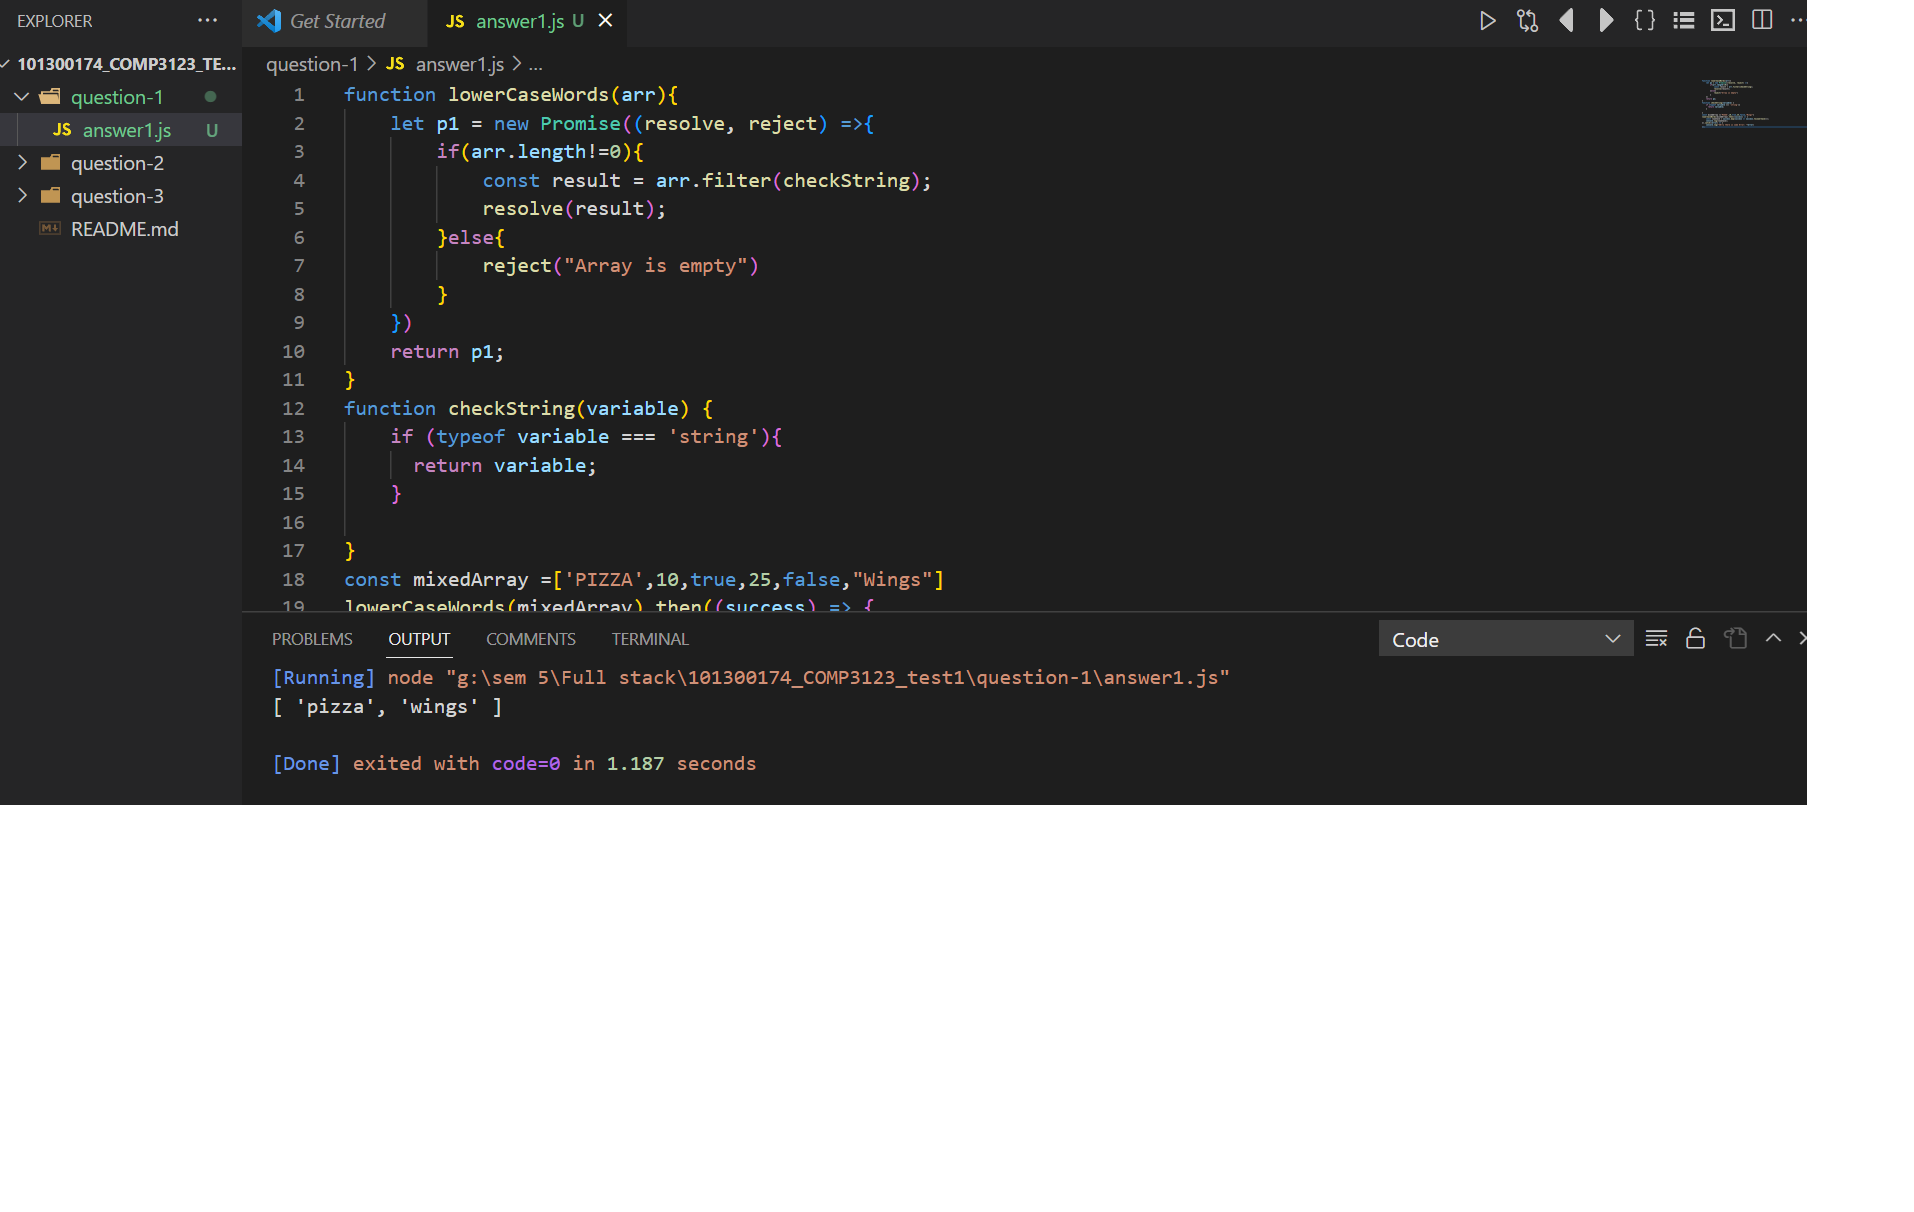 EXPLORER
Get Started
JS answer1.js U
101300174_COMP3123_TE...
question-1
JS answer1.js U
question-2
question-3
README.md
question-1 > JS answer1.js > ...
1 function lowerCaseWords(arr){
2 let p1 = new Promise((resolve, reject) =>{
3 if(arr.length!=0){
4 const result = arr.filter(checkString);
5 resolve(result);
6 }else{
7 reject("Array is empty")
8 }
9 })
10 return p1;
11 }
12 function checkString(variable) {
13 if (typeof variable === 'string'){
14 return variable;
15 }
16
17 }
18 const mixedArray =['PIZZA',10,true,25,false,"Wings"]
19 lowerCaseWords(mixedArray).then((success) => {
PROBLEMS OUTPUT COMMENTS TERMINAL
Code
[Running] node "g:\sem 5\Full stack\101300174_COMP3123_test1\question-1\answer1.js"
[ 'pizza', 'wings' ]
[Done] exited with code=0 in 1.187 seconds